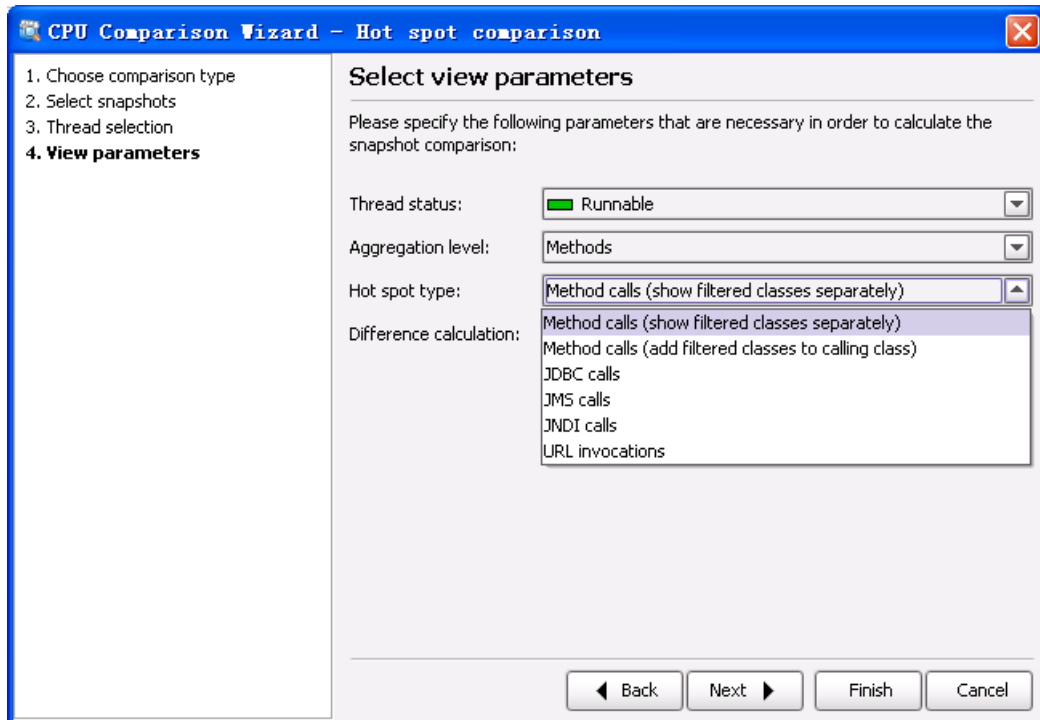 CPU Comparison Wizard - Hot spot comparison
1. Choose comparison type
2. Select snapshots
3. Thread selection
4. View parameters
Select view parameters
Please specify the following parameters that are necessary in order to calculate the
snapshot comparison:
Thread status: Runnable
Aggregation level: Methods
Hot spot type: Method calls (show filtered classes separately)
Difference calculation:
Method calls (show filtered classes separately)
Method calls (add filtered classes to calling class)
JDBC calls
JMS calls
JNDI calls
URL invocations
Back Next Finish Cancel